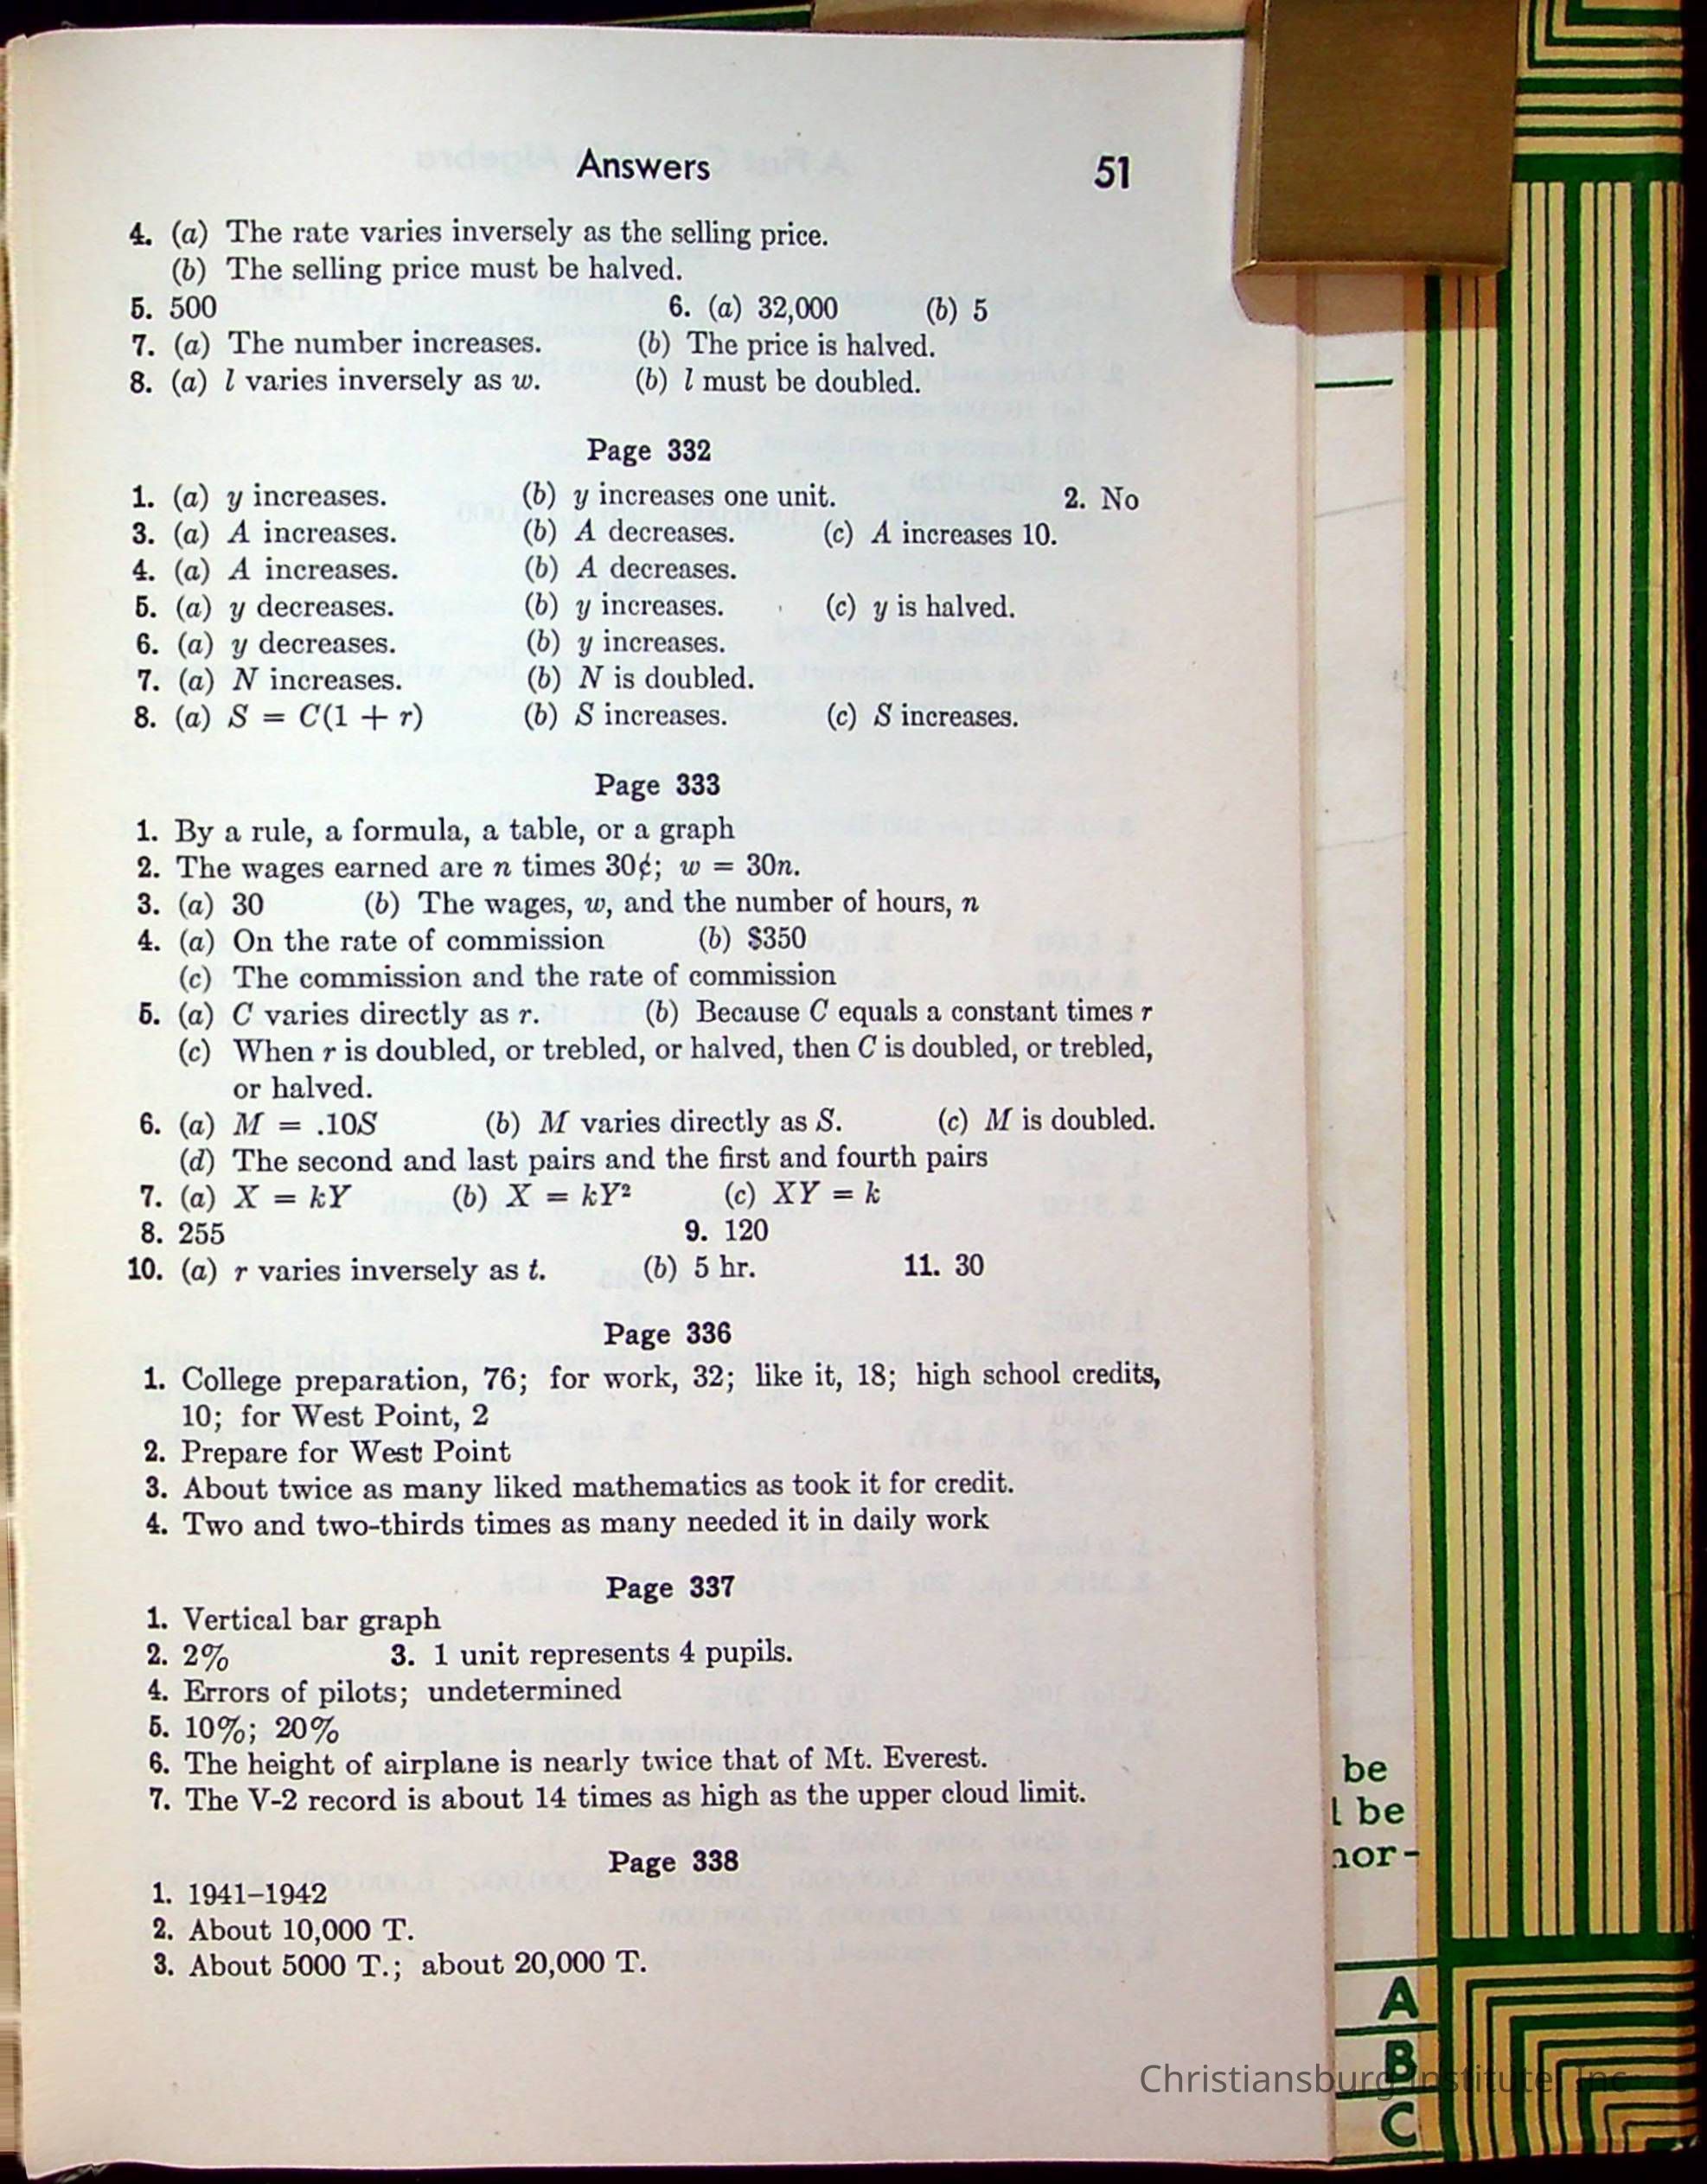 Answers 51
4. (a) The rate varies inversely as the selling price.
(b) The selling price must be halved.
5. 500 6. (a) 32,000 (b) 5
7. (a) The number increases. (b) The price is halved.
8. (a) l varies inversely as w. (b) l must be doubled.
Page 332
1. (a) y increases. (b) y increases one unit. 2. No
3. (a) A increases. (b) A decreases. (c) A increases 10.
4. (a) A increases. (b) A decreases.
5. (a) y decreases. (b) y increases. (c) y is halved.
6. (a) y decreases. (b) y increases.
7. (a) N increases. (b) N is doubled.
8. (a) S = C(1 + r) (b) S increases. (c) S increases.
Page 333
1. By a rule, a formula, a table, or a graph
2. The wages earned are n times 30¢; w = 30n.
3. (a) 30 (b) The wages, w, and the number of hours, n
4. (a) On the rate of commission (b) $350
(c) The commission and the rate of commission
5. (a) C varies directly as r. (b) Because C equals a constant times r
(c) When r is doubled, or trebled, or halved, then C is doubled, or trebled,
or halved.
6. (a) M = .10S (b) M varies directly as S. (c) M is doubled.
(d) The second and last pairs and the first and fourth pairs
7. (a) X = kY (b) X = kY² (c) XY = k
8. 255 9. 120
10. (a) r varies inversely as t. (b) 5 hr. 11. 30
Page 336
1. College preparation, 76; for work, 32; like it, 18; high school credits,
10; for West Point, 2
2. Prepare for West Point
3. About twice as many liked mathematics as took it for credit.
4. Two and two-thirds times as many needed it in daily work
Page 337
1. Vertical bar graph
2. 2% 3. 1 unit represents 4 pupils.
4. Errors of pilots; undetermined
5. 10%; 20%
6. The height of airplane is nearly twice that of Mt. Everest.
7. The V-2 record is about 14 times as high as the upper cloud limit.
Page 338
1. 1941–1942
2. About 10,000 T.
3. About 5000 T.; about 20,000 T.
be
l be
nor-
A
B
C
Christiansburg Institute, Inc